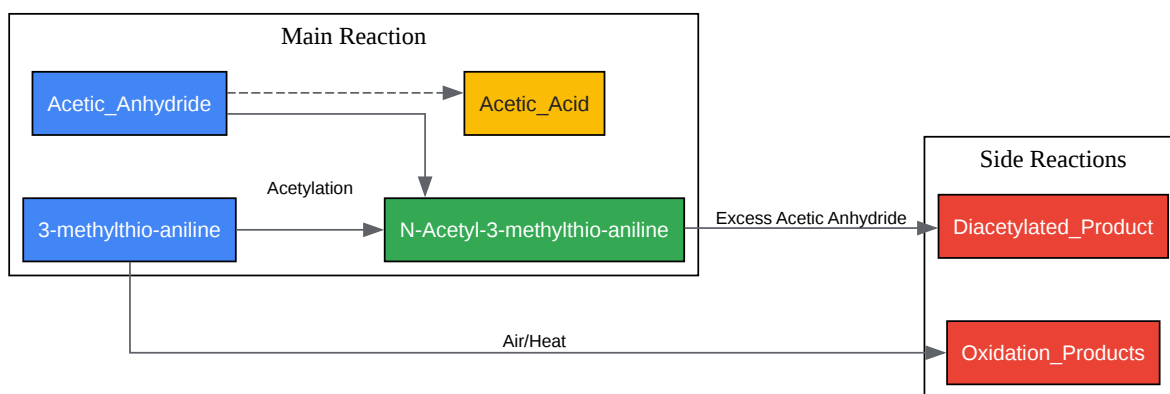 Main Reaction
Acetic_Anhydride
Acetic_Acid
Acetylation
3-methylthio-aniline
N-Acetyl-3-methylthio-aniline
Excess Acetic Anhydride
Side Reactions
Diacetylated_Product
Air/Heat
Oxidation_Products